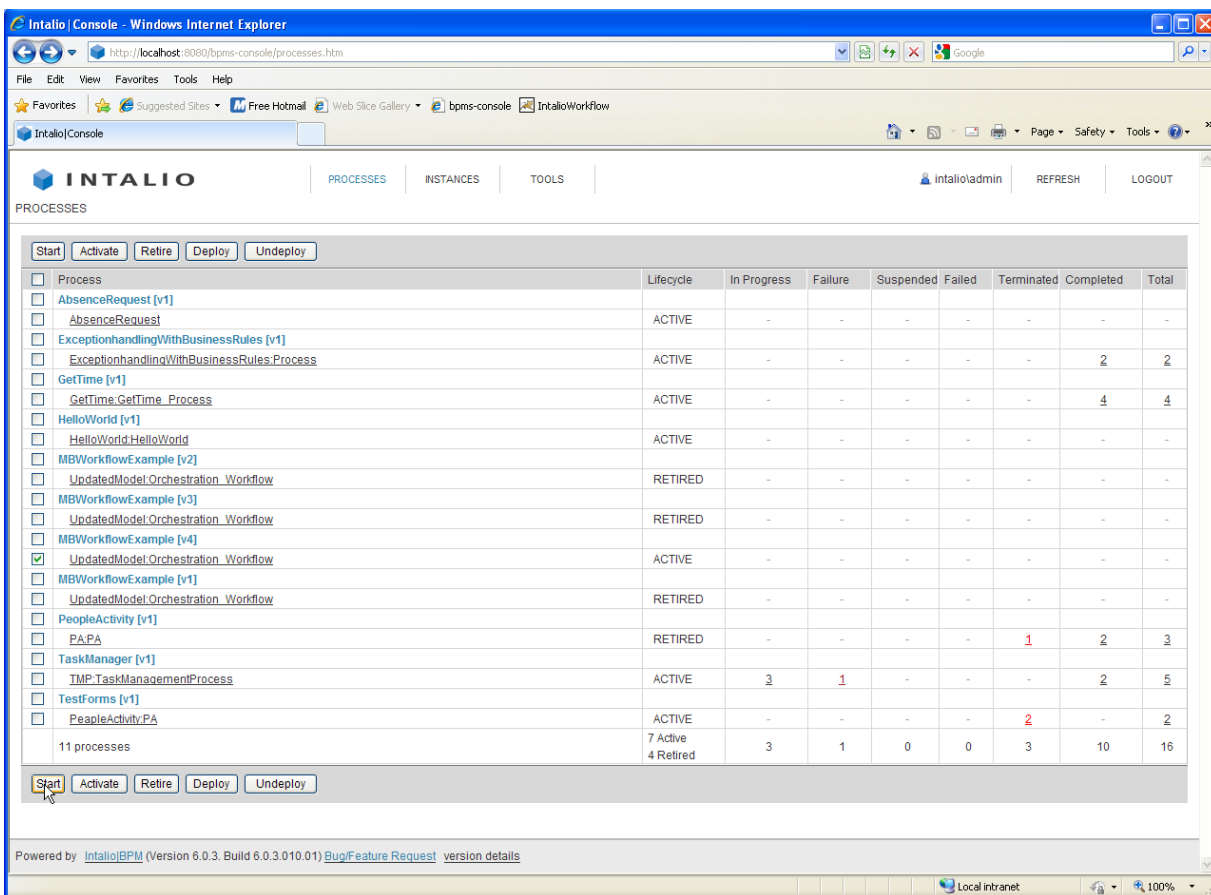 Intalio|Console - Windows Internet Explorer
http://localhost:8080/bpms-console/processes.htm Google
File Edit View Favorites Tools Help
Favorites Suggested Sites Free Hotmail Web Slice Gallery bpms-console IntalioWorkflow
Intalio|Console Page Safety Tools »
INTALIO PROCESSES INSTANCES TOOLS intalio\admin REFRESH LOGOUT
PROCESSES
Start Activate Retire Deploy Undeploy
Process Lifecycle In Progress Failure Suspended Failed Terminated Completed Total
AbsenceRequest [v1]
AbsenceRequest ACTIVE - - - - - - -
ExceptionhandlingWithBusinessRules [v1]
ExceptionhandlingWithBusinessRules:Process ACTIVE - - - - - 2 2
GetTime [v1]
GetTime:GetTime_Process ACTIVE - - - - - 4 4
HelloWorld [v1]
HelloWorld:HelloWorld ACTIVE - - - - - - -
MBWorkflowExample [v2]
UpdatedModel:Orchestration_Workflow RETIRED - - - - - - -
MBWorkflowExample [v3]
UpdatedModel:Orchestration_Workflow RETIRED - - - - - - -
MBWorkflowExample [v4]
UpdatedModel:Orchestration_Workflow ACTIVE - - - - - - -
MBWorkflowExample [v1]
UpdatedModel:Orchestration_Workflow RETIRED - - - - - - -
PeopleActivity [v1]
PA:PA RETIRED - - - - 1 2 3
TaskManager [v1]
TMP:TaskManagementProcess ACTIVE 3 1 - - - 2 5
TestForms [v1]
PeapleActivity:PA ACTIVE - - - - 2 - 2
11 processes 7 Active 3 1 0 0 3 10 16
4 Retired
Start Activate Retire Deploy Undeploy
Powered by Intalio|BPM (Version 6.0.3. Build 6.0.3.010.01) Bug/Feature Request version details
Local intranet 100%